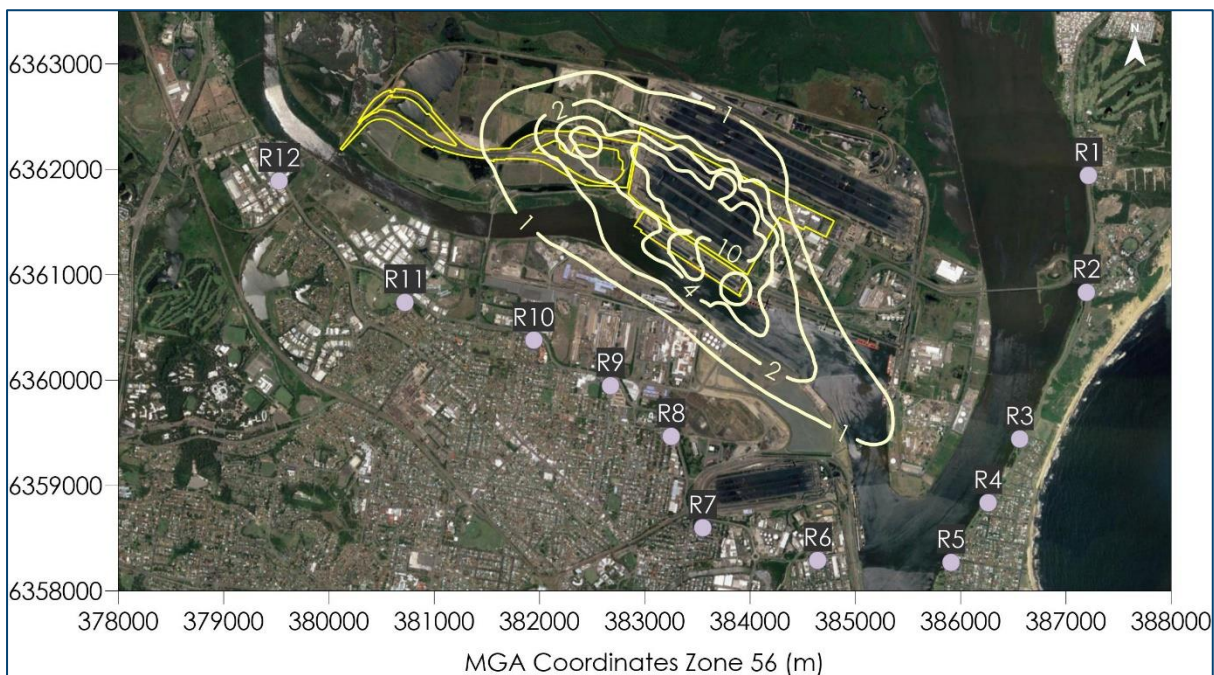 N
6363000
6362000
6361000
6360000
6359000
6358000
1
2
1
10
4
2
1
R12
R1
R11
R2
R10
R9
R8
R3
R7
R4
R6
R5
378000 379000 380000 381000 382000 383000 384000 385000 386000 387000 388000
MGA Coordinates Zone 56 (m)